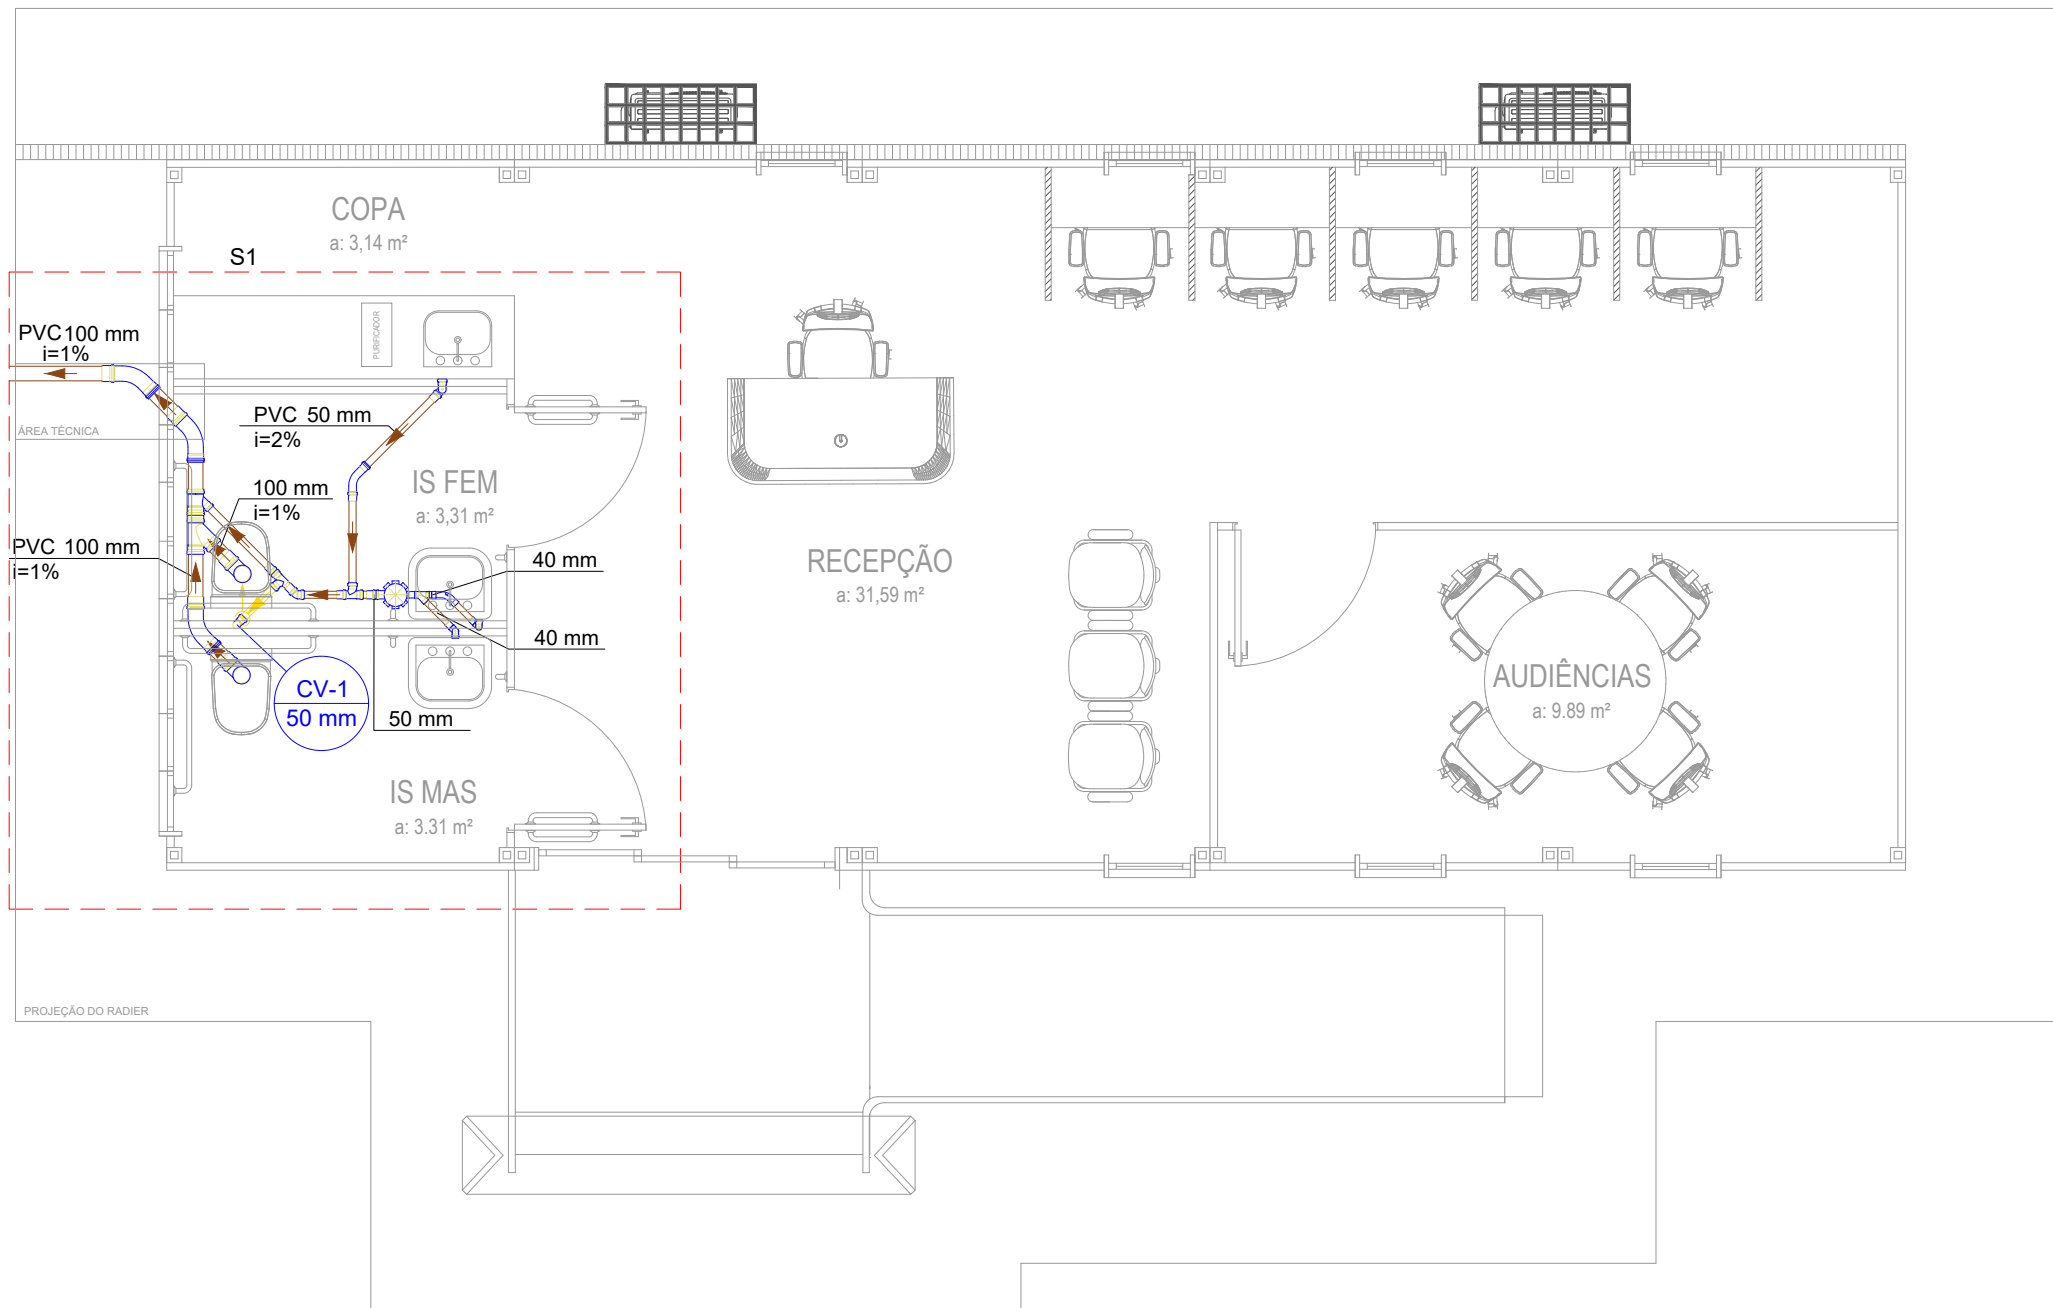 COPA
a: 3,14 m²
S1
PURIFICADOR
PVC 100 mm
i=1%
PVC 50 mm
i=2%
ÁREA TÉCNICA
IS FEM
a: 3,31 m²
100 mm
i=1%
PVC 100 mm
i=1%
40 mm
RECEPÇÃO
a: 31,59 m²
40 mm
CV-1
50 mm
50 mm
AUDIÊNCIAS
a: 9.89 m²
IS MAS
a: 3.31 m²
PROJEÇÃO DO RADIER